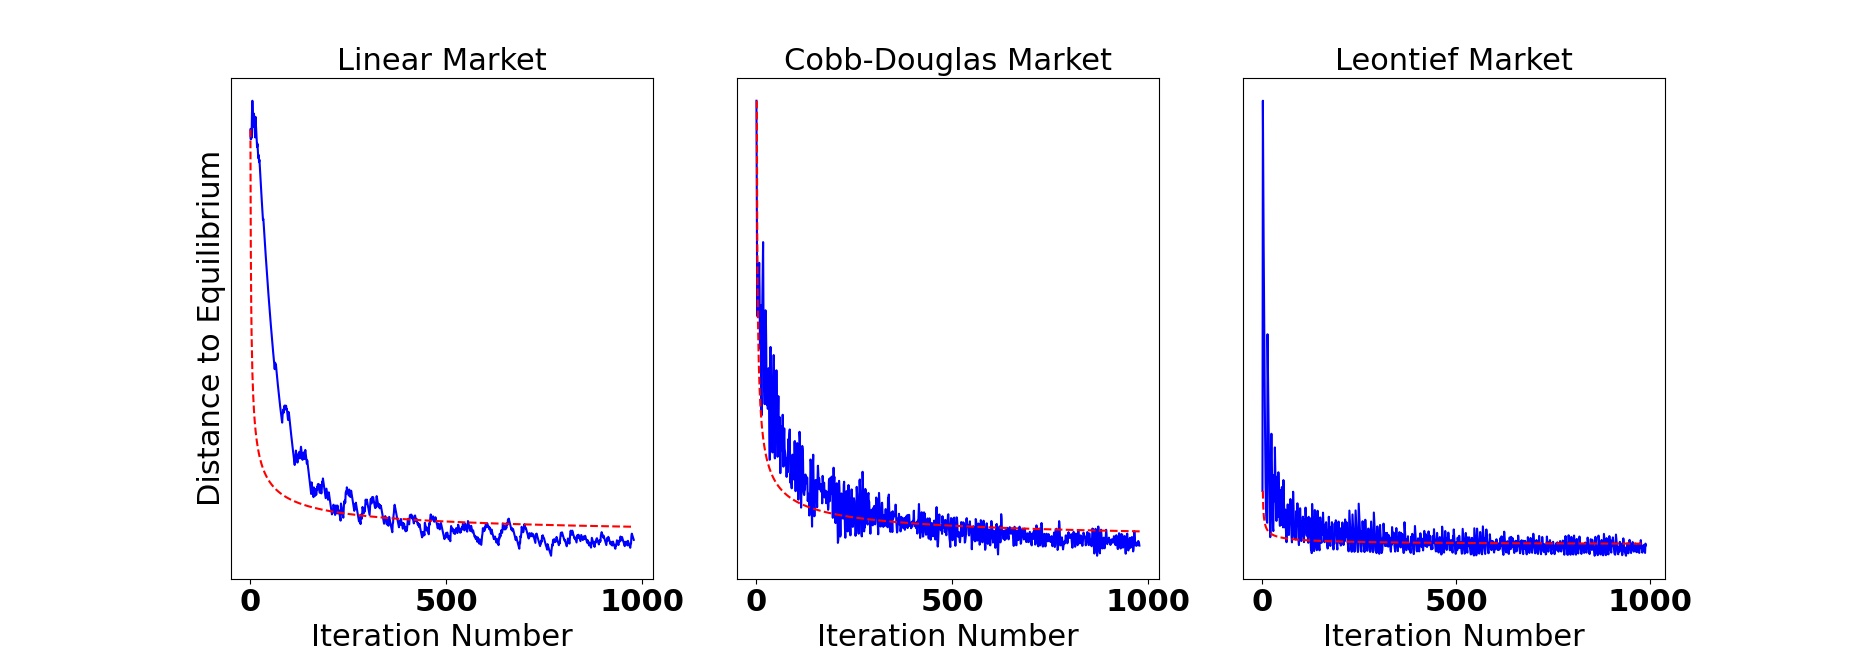 Linear Market
Cobb-Douglas Market
Leontief Market
Distance to Equilibrium
0 500 1000
0 500 1000
0 500 1000
Iteration Number
Iteration Number
Iteration Number